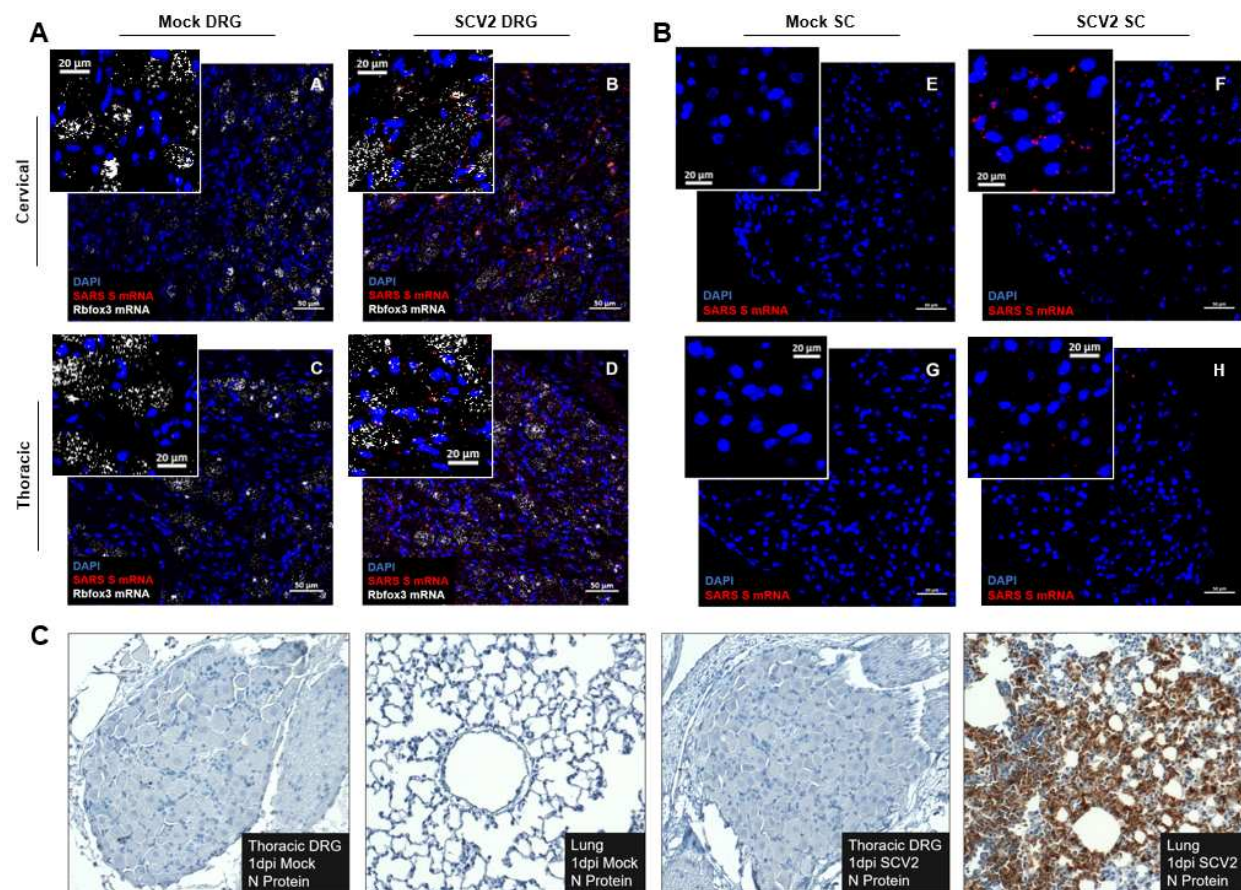 Mock DRG
SCV2 DRG
Mock SC
SCV2 SC
A
B
Cervical
Thoracic
20 µm
A
DAPI
SARS S mRNA
Rbfox3 mRNA
50 µm
20 µm
B
DAPI
SARS S mRNA
Rbfox3 mRNA
50 µm
20 µm
E
DAPI
SARS S mRNA
20 µm
F
DAPI
SARS S mRNA
20 µm
C
DAPI
SARS S mRNA
Rbfox3 mRNA
50 µm
20 µm
D
DAPI
SARS S mRNA
Rbfox3 mRNA
50 µm
20 µm
G
DAPI
SARS S mRNA
20 µm
H
DAPI
SARS S mRNA
C
Thoracic DRG
1dpi Mock
N Protein
Lung
1dpi Mock
N Protein
Thoracic DRG
1dpi SCV2
N Protein
Lung
1dpi SCV2
N Protein